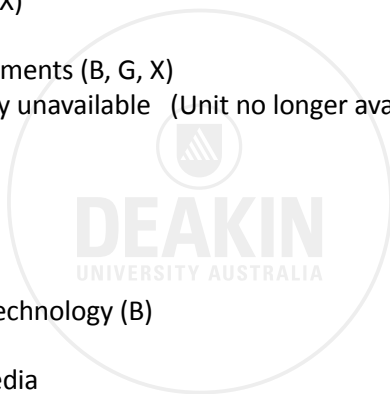 X)
ments (B, G, X)
y unavailable (Unit no longer ava
DEAKIN
UNIVERSITY AUSTRALIA
echnology (B)
edia